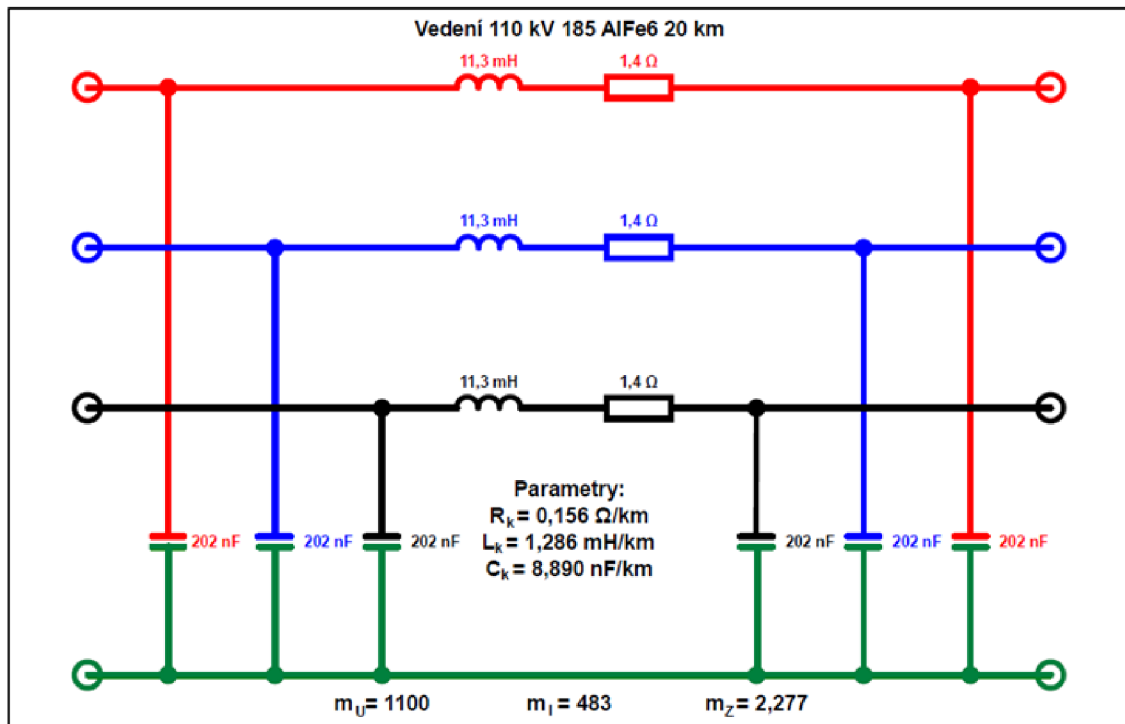 Vedení 110 kV 185 AlFe6 20 km
11,3 mH 1,4 Ω
11,3 mH 1,4 Ω
11,3 mH 1,4 Ω
Parametry:
Rk = 0,156 Ω/km
Lk = 1,286 mH/km
Ck = 8,890 nF/km
202 nF 202 nF 202 nF 202 nF 202 nF 202 nF
mU = 1100 mI = 483 mZ = 2,277